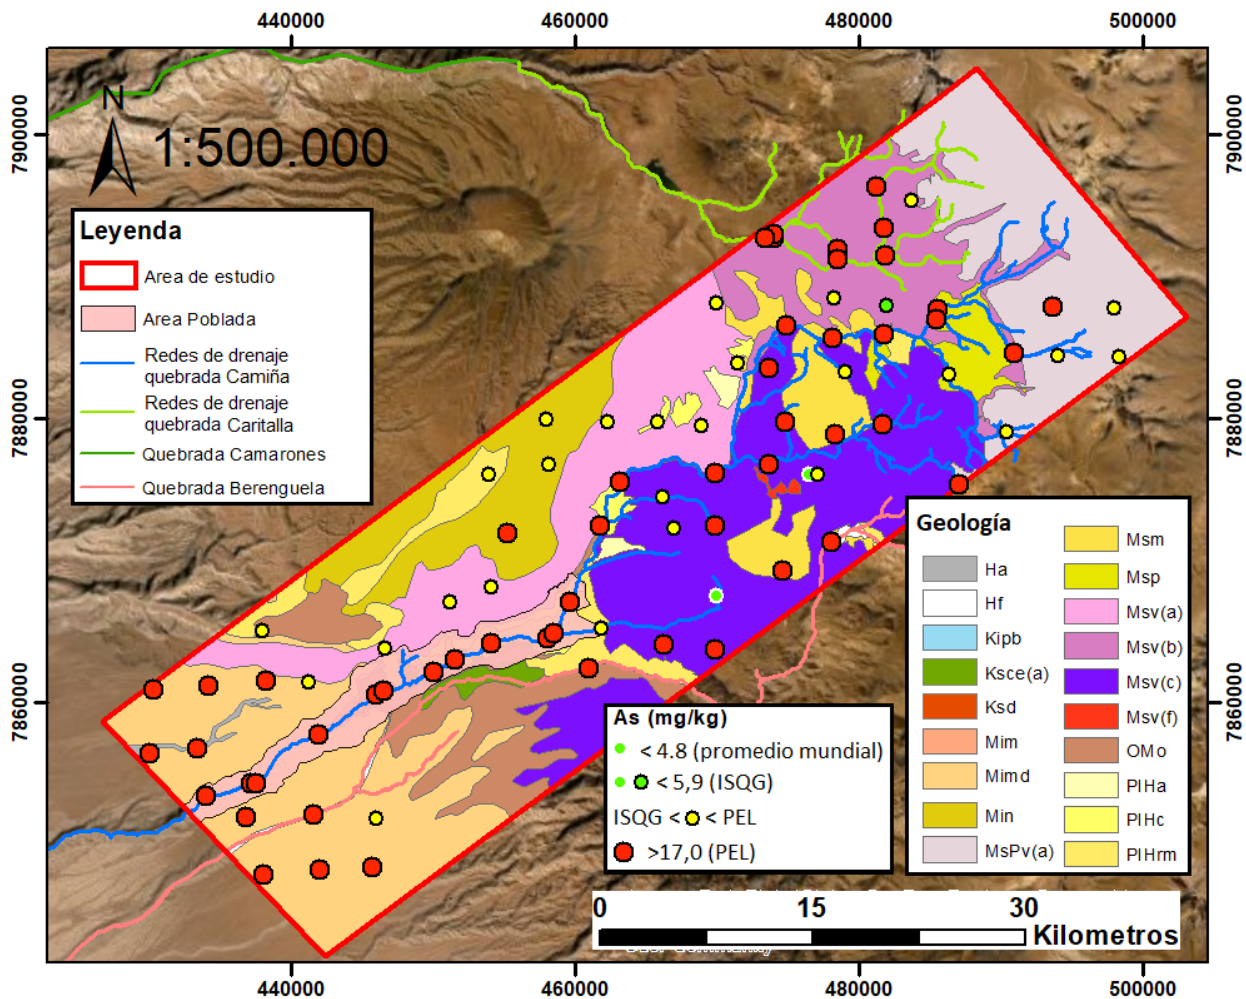 440000
460000
480000
500000
7900000
7900000
N
1:500.000
Leyenda
Area de estudio
Area Poblada
Redes de drenaje
quebrada Camiña
Redes de drenaje
quebrada Caritalla
Quebrada Camarones
Quebrada Berenguela
7880000
7880000
Geología
Ha
Hf
Kipb
Ksce(a)
Ksd
Mim
Mimd
Min
MsPv(a)
Msm
Msp
Msv(a)
Msv(b)
Msv(c)
Msv(f)
OMo
PlHa
PlHc
PlHrm
7860000
7860000
As (mg/kg)
< 4.8 (promedio mundial)
< 5,9 (ISQG)
ISQG < < PEL
>17,0 (PEL)
0
15
30
Kilometros
440000
460000
480000
500000